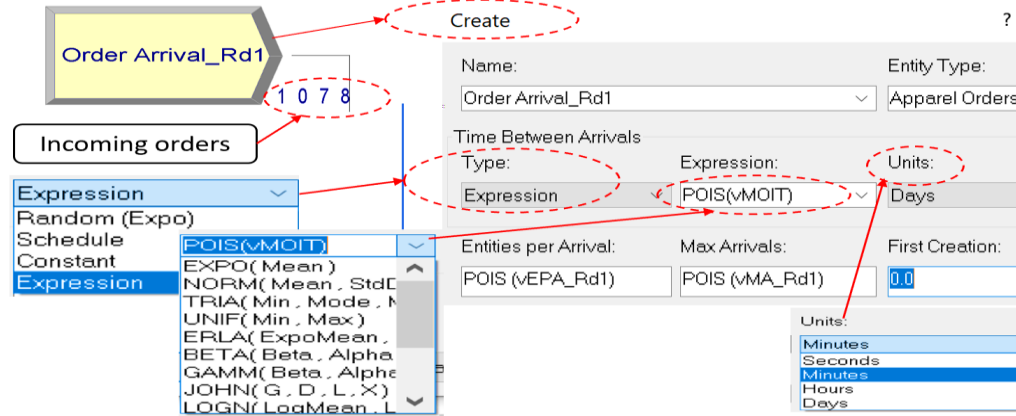 Create
?
Order Arrival_Rd1
1 0 7 8
Incoming orders
Name:
Entity Type:
Order Arrival_Rd1
Apparel Orders
Time Between Arrivals
Type:
Expression:
Units:
Expression
POIS(vMOIT)
Days
Entities per Arrival:
Max Arrivals:
First Creation:
POIS (vEPA_Rd1)
POIS (vMA_Rd1)
0.0
Expression
Random (Expo)
Schedule
Constant
Expression
POIS(vMOIT)
EXPO( Mean )
NORM( Mean , StdD
TRIA( Min , Mode , M
UNIF( Min , Max )
ERLA( ExpoMean ,
BETA( Beta , Alpha
GAMM( Beta , Alpha
JOHN( G , D , L , X )
LOGN( LogMean , L
Units:
Minutes
Seconds
Minutes
Hours
Days